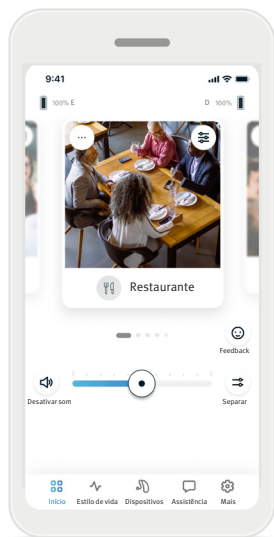 9:41
100% E
D 100%
Restaurante
Feedback
Desativar som
Separar
Início Estilo de vida Dispositivos Assistência Mais